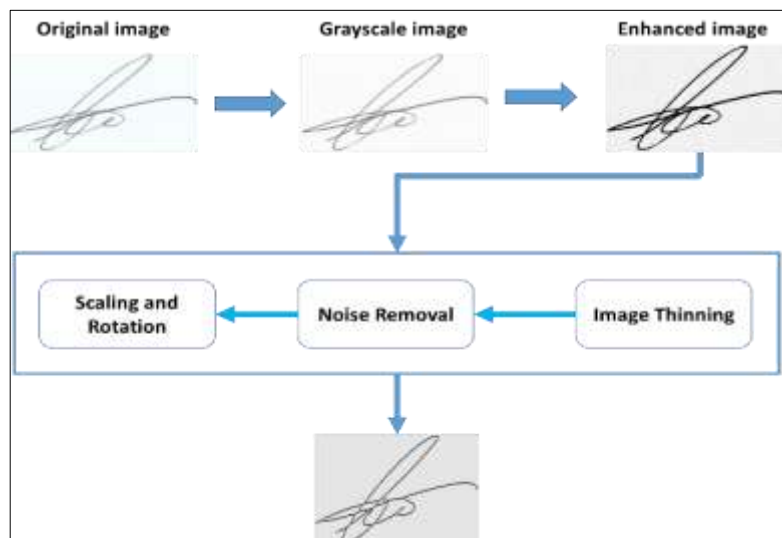 Original image
Grayscale image
Enhanced image
Scaling and
Rotation
Noise Removal
Image Thinning